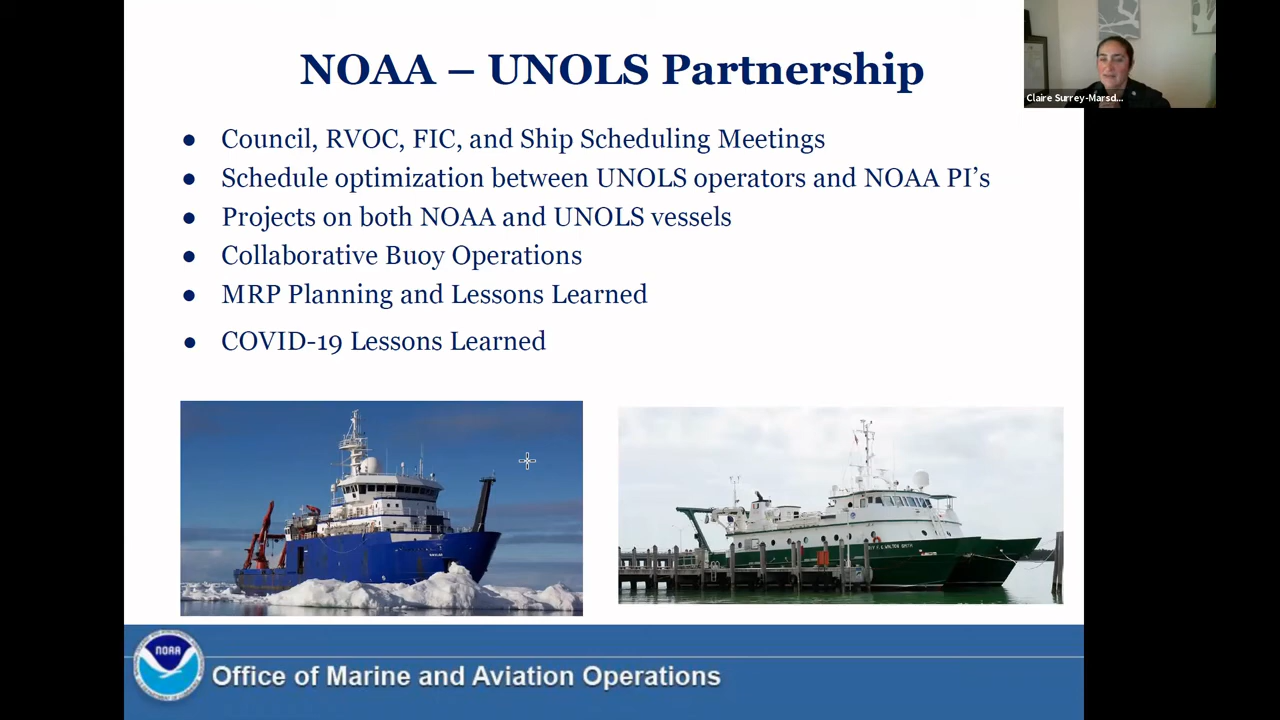 NOAA – UNOLS Partnership
Claire Surrey-Marsd...
● Council, RVOC, FIC, and Ship Scheduling Meetings
● Schedule optimization between UNOLS operators and NOAA PI’s
● Projects on both NOAA and UNOLS vessels
● Collaborative Buoy Operations
● MRP Planning and Lessons Learned
● COVID-19 Lessons Learned
NOAA
Office of Marine and Aviation Operations